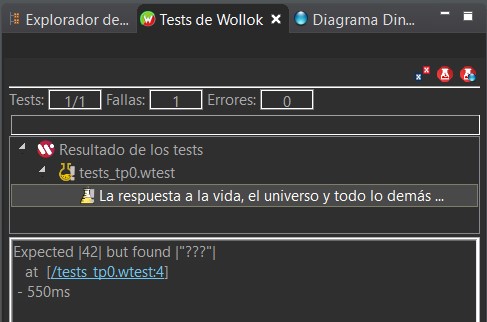 Explorador de... Tests de Wollok Diagrama Din...
Tests: 1/1 Fallas: 1 Errores: 0
Resultado de los tests
tests_tp0.wtest
La respuesta a la vida, el universo y todo lo demás ...
Expected |42| but found |"???"|
at [/tests_tp0.wtest:4]
- 550ms